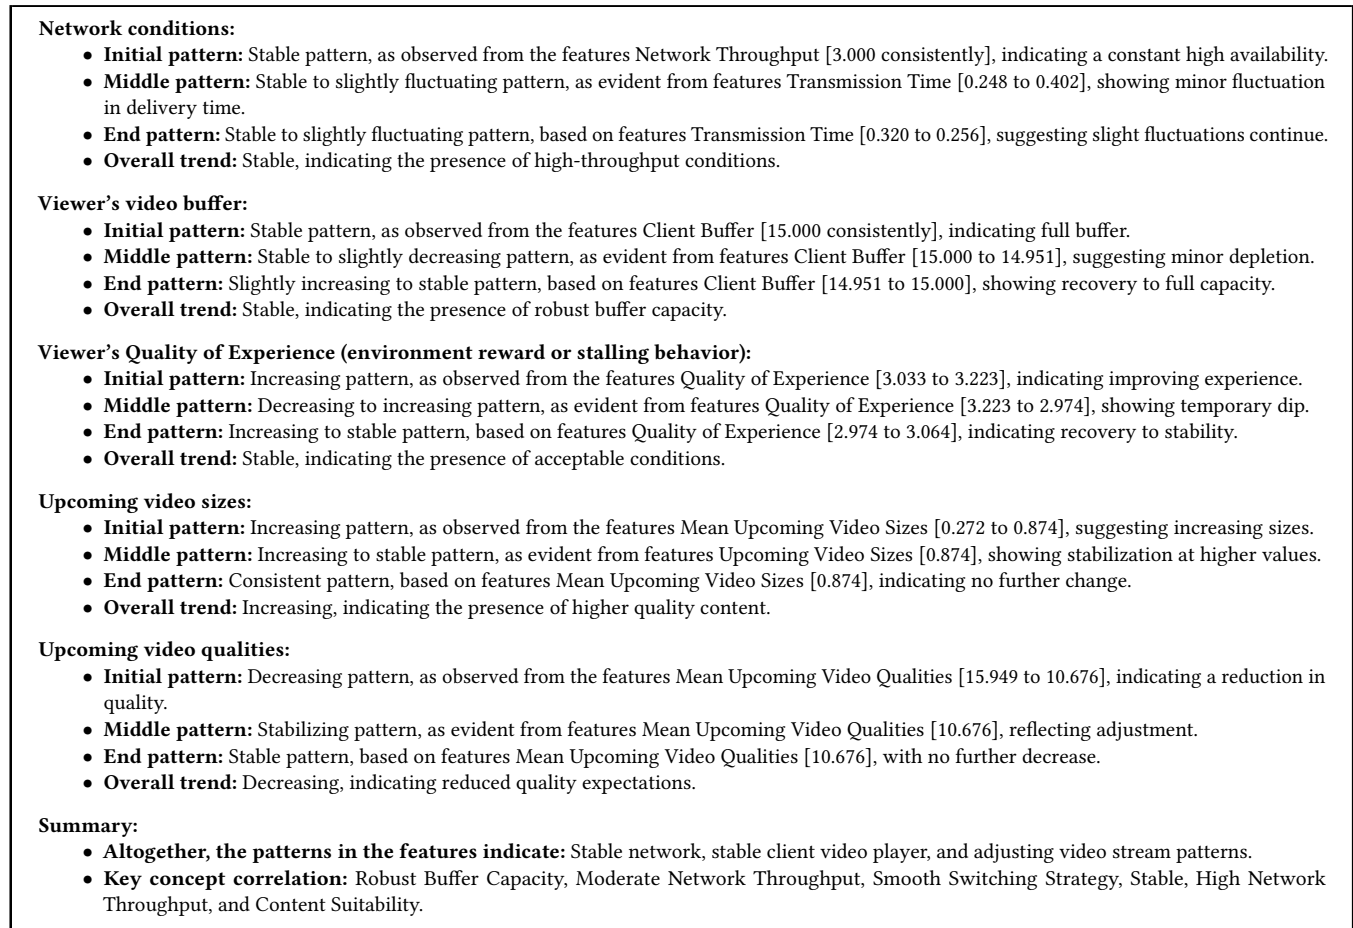 Network conditions:
• Initial pattern: Stable pattern, as observed from the features Network Throughput [3.000 consistently], indicating a constant high availability.
• Middle pattern: Stable to slightly fluctuating pattern, as evident from features Transmission Time [0.248 to 0.402], showing minor fluctuation
in delivery time.
• End pattern: Stable to slightly fluctuating pattern, based on features Transmission Time [0.320 to 0.256], suggesting slight fluctuations continue.
• Overall trend: Stable, indicating the presence of high-throughput conditions.
Viewer's video buffer:
• Initial pattern: Stable pattern, as observed from the features Client Buffer [15.000 consistently], indicating full buffer.
• Middle pattern: Stable to slightly decreasing pattern, as evident from features Client Buffer [15.000 to 14.951], suggesting minor depletion.
• End pattern: Slightly increasing to stable pattern, based on features Client Buffer [14.951 to 15.000], showing recovery to full capacity.
• Overall trend: Stable, indicating the presence of robust buffer capacity.
Viewer's Quality of Experience (environment reward or stalling behavior):
• Initial pattern: Increasing pattern, as observed from the features Quality of Experience [3.033 to 3.223], indicating improving experience.
• Middle pattern: Decreasing to increasing pattern, as evident from features Quality of Experience [3.223 to 2.974], showing temporary dip.
• End pattern: Increasing to stable pattern, based on features Quality of Experience [2.974 to 3.064], indicating recovery to stability.
• Overall trend: Stable, indicating the presence of acceptable conditions.
Upcoming video sizes:
• Initial pattern: Increasing pattern, as observed from the features Mean Upcoming Video Sizes [0.272 to 0.874], suggesting increasing sizes.
• Middle pattern: Increasing to stable pattern, as evident from features Upcoming Video Sizes [0.874], showing stabilization at higher values.
• End pattern: Consistent pattern, based on features Mean Upcoming Video Sizes [0.874], indicating no further change.
• Overall trend: Increasing, indicating the presence of higher quality content.
Upcoming video qualities:
• Initial pattern: Decreasing pattern, as observed from the features Mean Upcoming Video Qualities [15.949 to 10.676], indicating a reduction in
quality.
• Middle pattern: Stabilizing pattern, as evident from features Mean Upcoming Video Qualities [10.676], reflecting adjustment.
• End pattern: Stable pattern, based on features Mean Upcoming Video Qualities [10.676], with no further decrease.
• Overall trend: Decreasing, indicating reduced quality expectations.
Summary:
• Altogether, the patterns in the features indicate: Stable network, stable client video player, and adjusting video stream patterns.
• Key concept correlation: Robust Buffer Capacity, Moderate Network Throughput, Smooth Switching Strategy, Stable, High Network
Throughput, and Content Suitability.